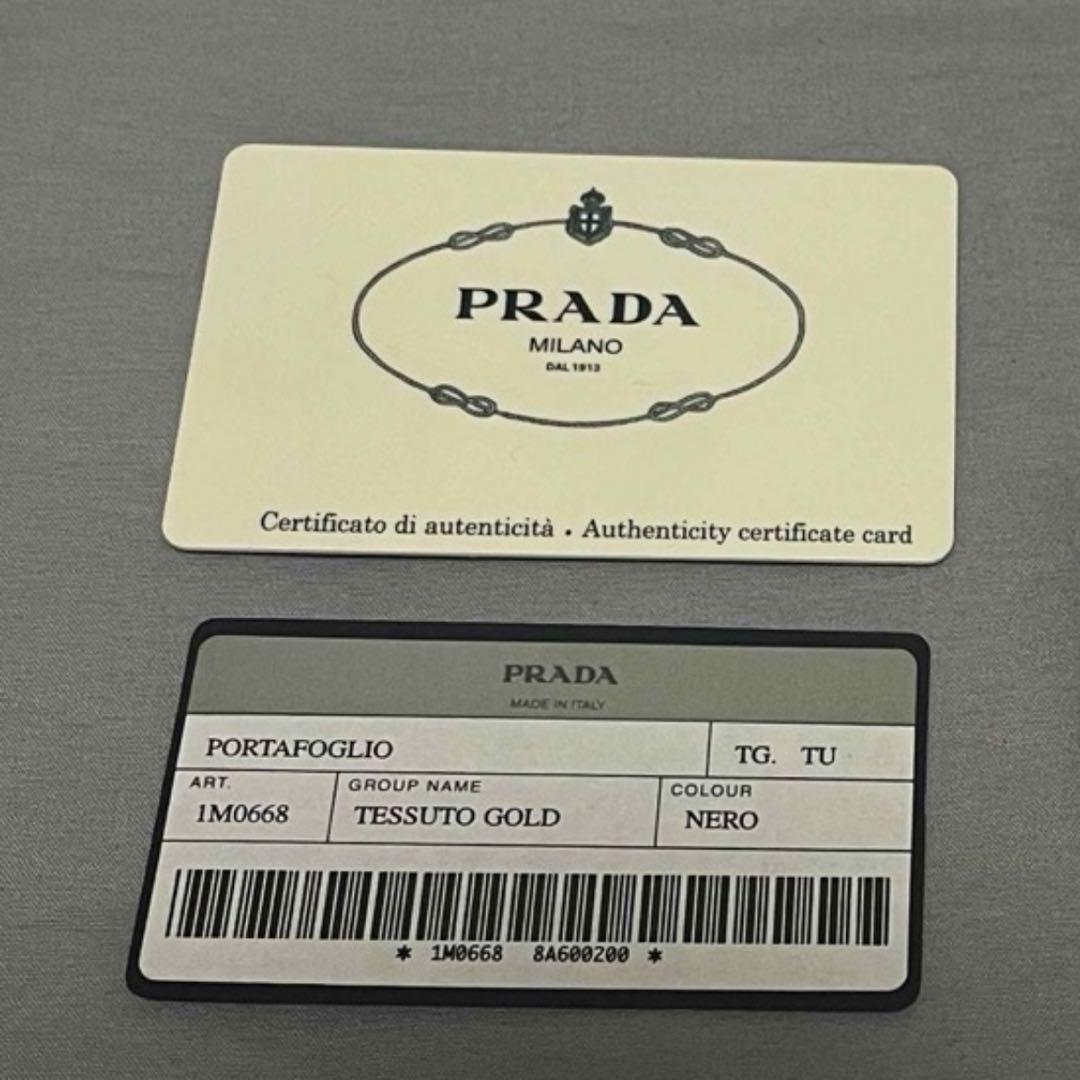 PRADA
MILANO
DAL 1913
Certificato di autenticità . Authenticity certificate card
PRADA
MADE IN ITALY
PORTAFOGLIO TG. TU
ART. GROUP NAME COLOUR
1M0668 TESSUTO GOLD NERO
* 1M0668 8A600200 *